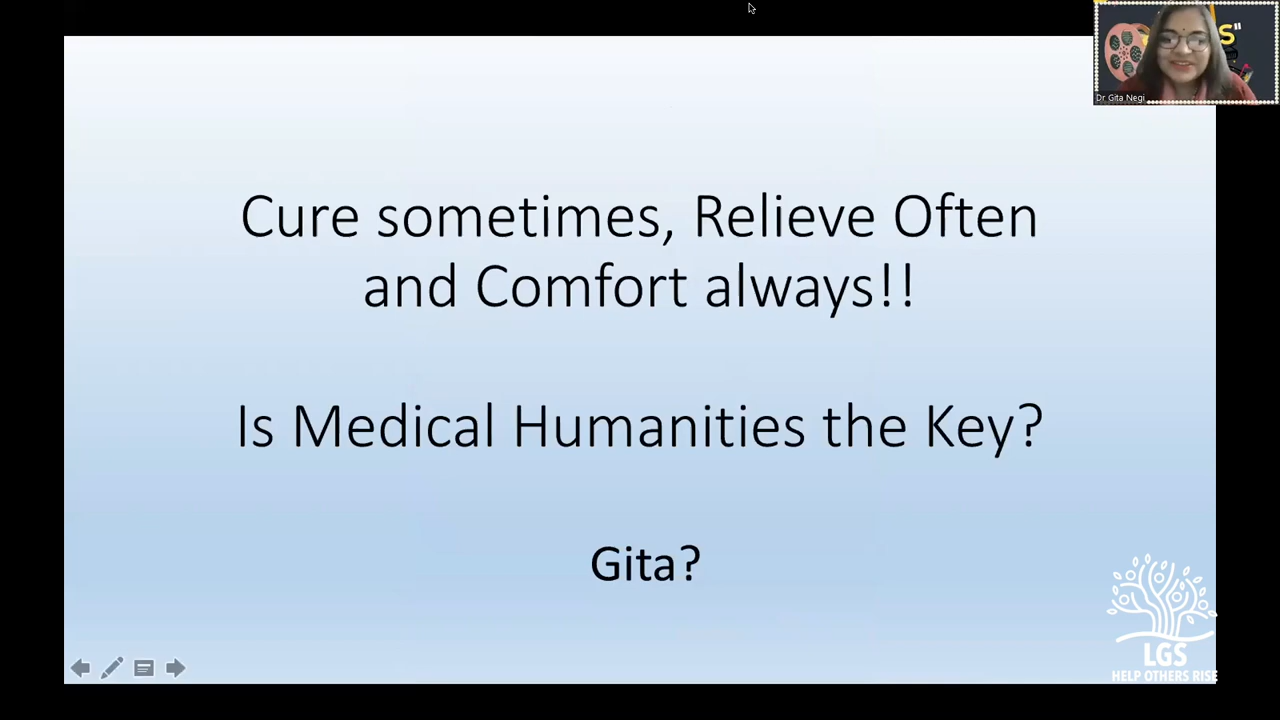 S"
Dr Gita Negi
Cure sometimes, Relieve Often
and Comfort always!!
Is Medical Humanities the Key?
Gita?
LGS
HELP OTHERS RISE